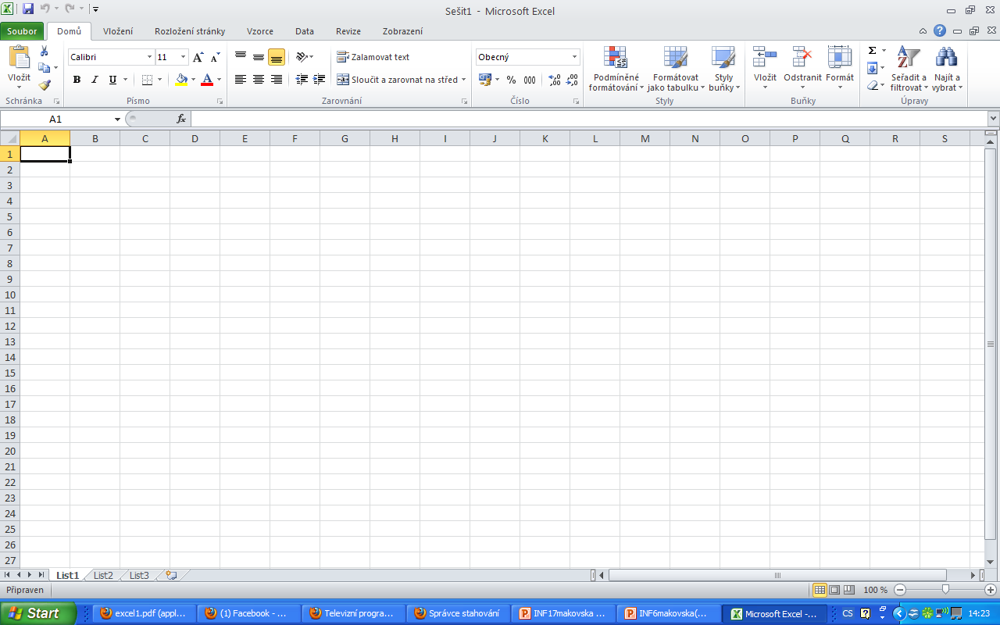 Sešit1 - Microsoft Excel
Soubor Domů Vložení Rozložení stránky Vzorce Data Revize Zobrazení
Vložit
Schránka
Calibri 11
B I U A
Písmo
Zalamovat text
Sloučit a zarovnat na střed
Zarovnání
Obecný
% 000 ,00 ,00
Číslo
Podmíněné formátování
Formátovat jako tabulku
Styly buňky
Styly
Vložit Odstranit Formát
Buňky
Σ
Seřadit a filtrovat
Najít a vybrat
Úpravy
A1 fx
A B C D E F G H I J K L M N O P Q R S
1
2
3
4
5
6
7
8
9
10
11
12
13
14
15
16
17
18
19
20
21
22
23
24
25
26
27
List1 List2 List3
Připraven 100 %
Start excel1.pdf (appl... (1) Facebook - ... Televizní progra... Správce stahování INF17makovska ... INF6makovska(... Microsoft Excel -... CS 14:23